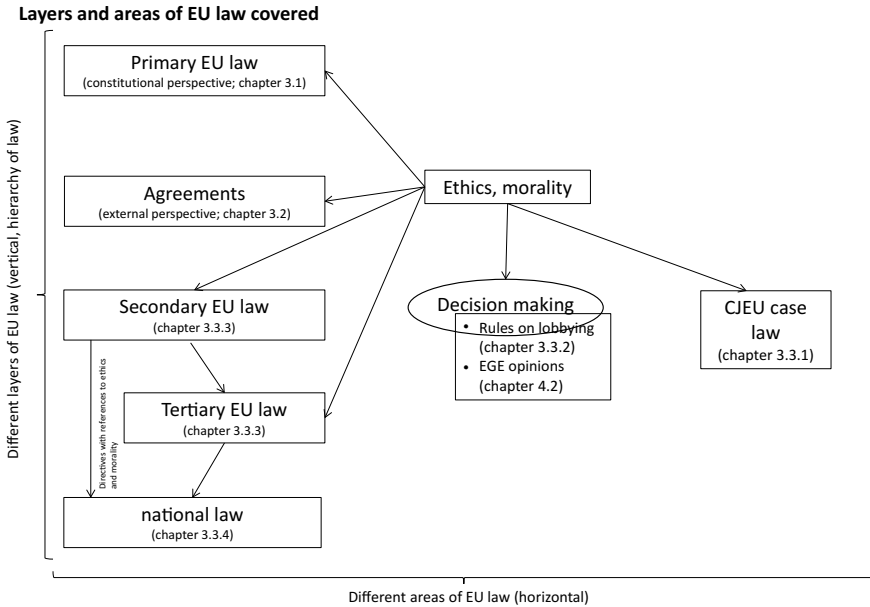 Layers and areas of EU law covered
Different layers of EU law (vertical, hierarchy of law)
Primary EU law
(constitutional perspective; chapter 3.1)
Agreements
(external perspective; chapter 3.2)
Ethics, morality
Secondary EU law
(chapter 3.3.3)
Decision making
• Rules on lobbying
(chapter 3.3.2)
• EGE opinions
(chapter 4.2)
CJEU case
law
(chapter 3.3.1)
Directives with references to ethics
and morality
Tertiary EU law
(chapter 3.3.3)
national law
(chapter 3.3.4)
Different areas of EU law (horizontal)